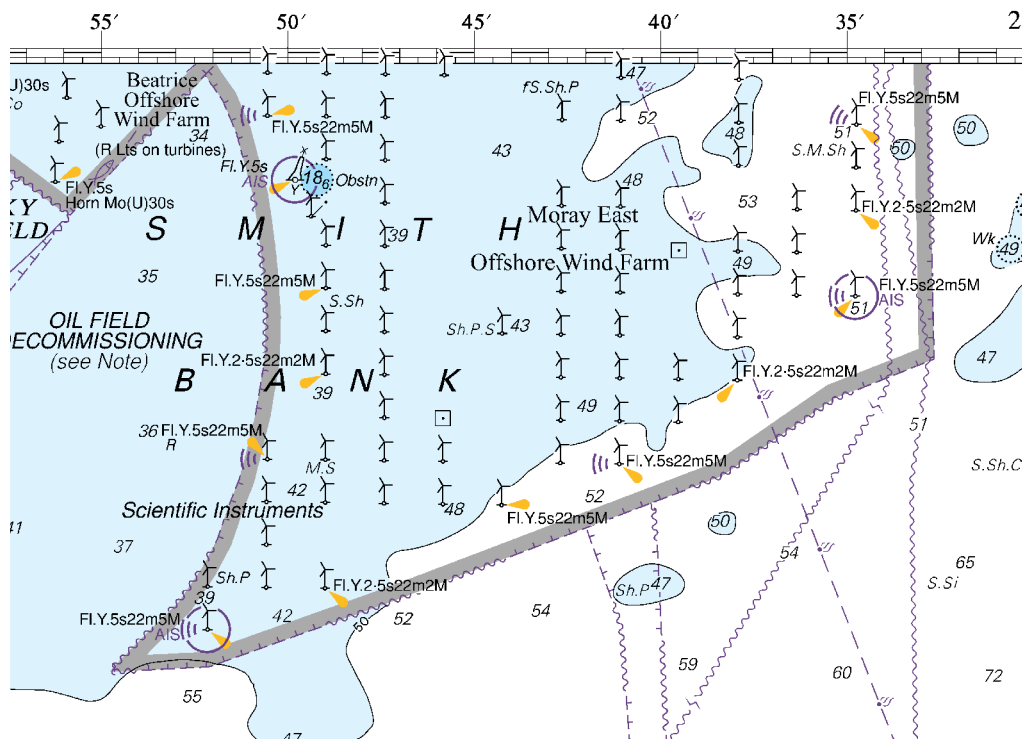 55′ 50′ 45′ 40′ 35′ 2
U)30s
Co
Beatrice
Offshore
Wind Farm
34
(R Lts on turbines)
Fl.Y.5s22m5M
Fl.Y.5s
AIS
18₆ Obstn
Y
fS.Sh.P
47
52
48
43
Fl.Y.5s22m5M
51
S.M.Sh
50
50
Fl.Y.5s
Horn Mo(U)30s
KY
ELD
S M I T H
39
48
53
Moray East
Offshore Wind Farm
49
Fl.Y.2·5s22m2M
Wk
49
35
Fl.Y.5s22m5M
S.Sh
Fl.Y.5s22m5M
AIS
51
OIL FIELD
DECOMMISSIONING
(see Note)
Sh.P.S
43
47
Fl.Y.2·5s22m2M
39
B A N K
Fl.Y.2·5s22m2M
49
51
36
R
Fl.Y.5s22m5M
M.S
Fl.Y.5s22m5M
S.Sh.C
42
48
52
Scientific Instruments
Fl.Y.5s22m5M
50
41
37
54
65
Sh.P
39
Fl.Y.2·5s22m2M
Sh.P
47
S.Si
Fl.Y.5s22m5M
AIS
42
50
52
54
59
60
72
55
47